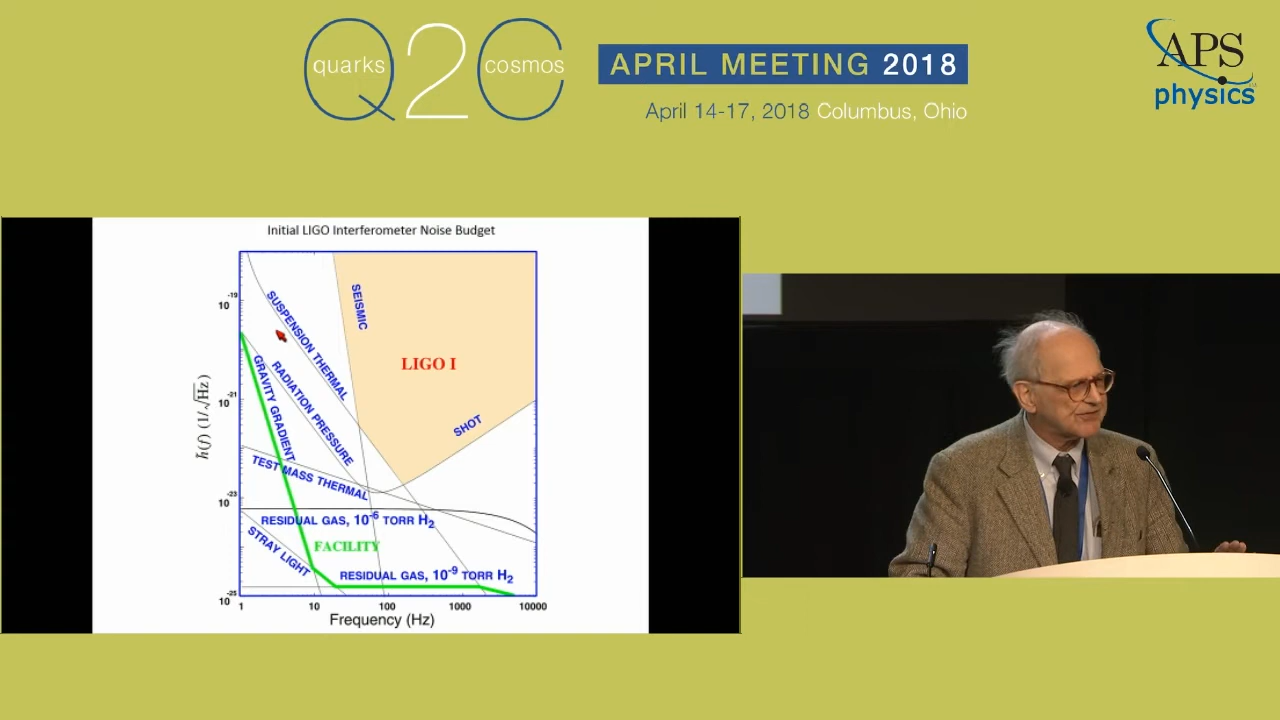 quarks Q2C cosmos
APRIL MEETING 2018
April 14-17, 2018 Columbus, Ohio
APS
physics
Initial LIGO Interferometer Noise Budget
h(f) (1/√Hz)
10^-19
10^-21
10^-23
10^-25
SUSPENSION THERMAL
SEISMIC
LIGO I
SHOT
GRAVITY GRADIENT
RADIATION PRESSURE
TEST MASS THERMAL
RESIDUAL GAS, 10^-6 TORR H2
STRAY LIGHT
FACILITY
RESIDUAL GAS, 10^-9 TORR H2
1 10 100 1000 10000
Frequency (Hz)